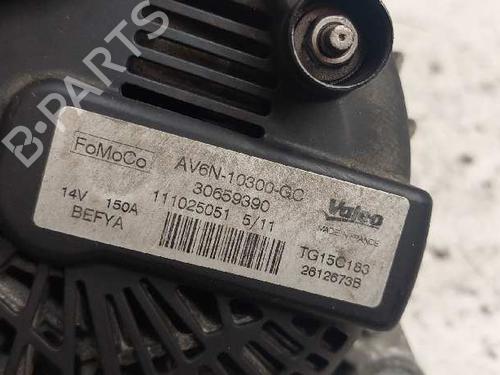 B-PARTS
FoMoCo
AV6N-10300-GC
30659390
14V 150A
111025051 5/11
BEFYA
Valeo
MADE IN FRANCE
TG15C183
2612673B